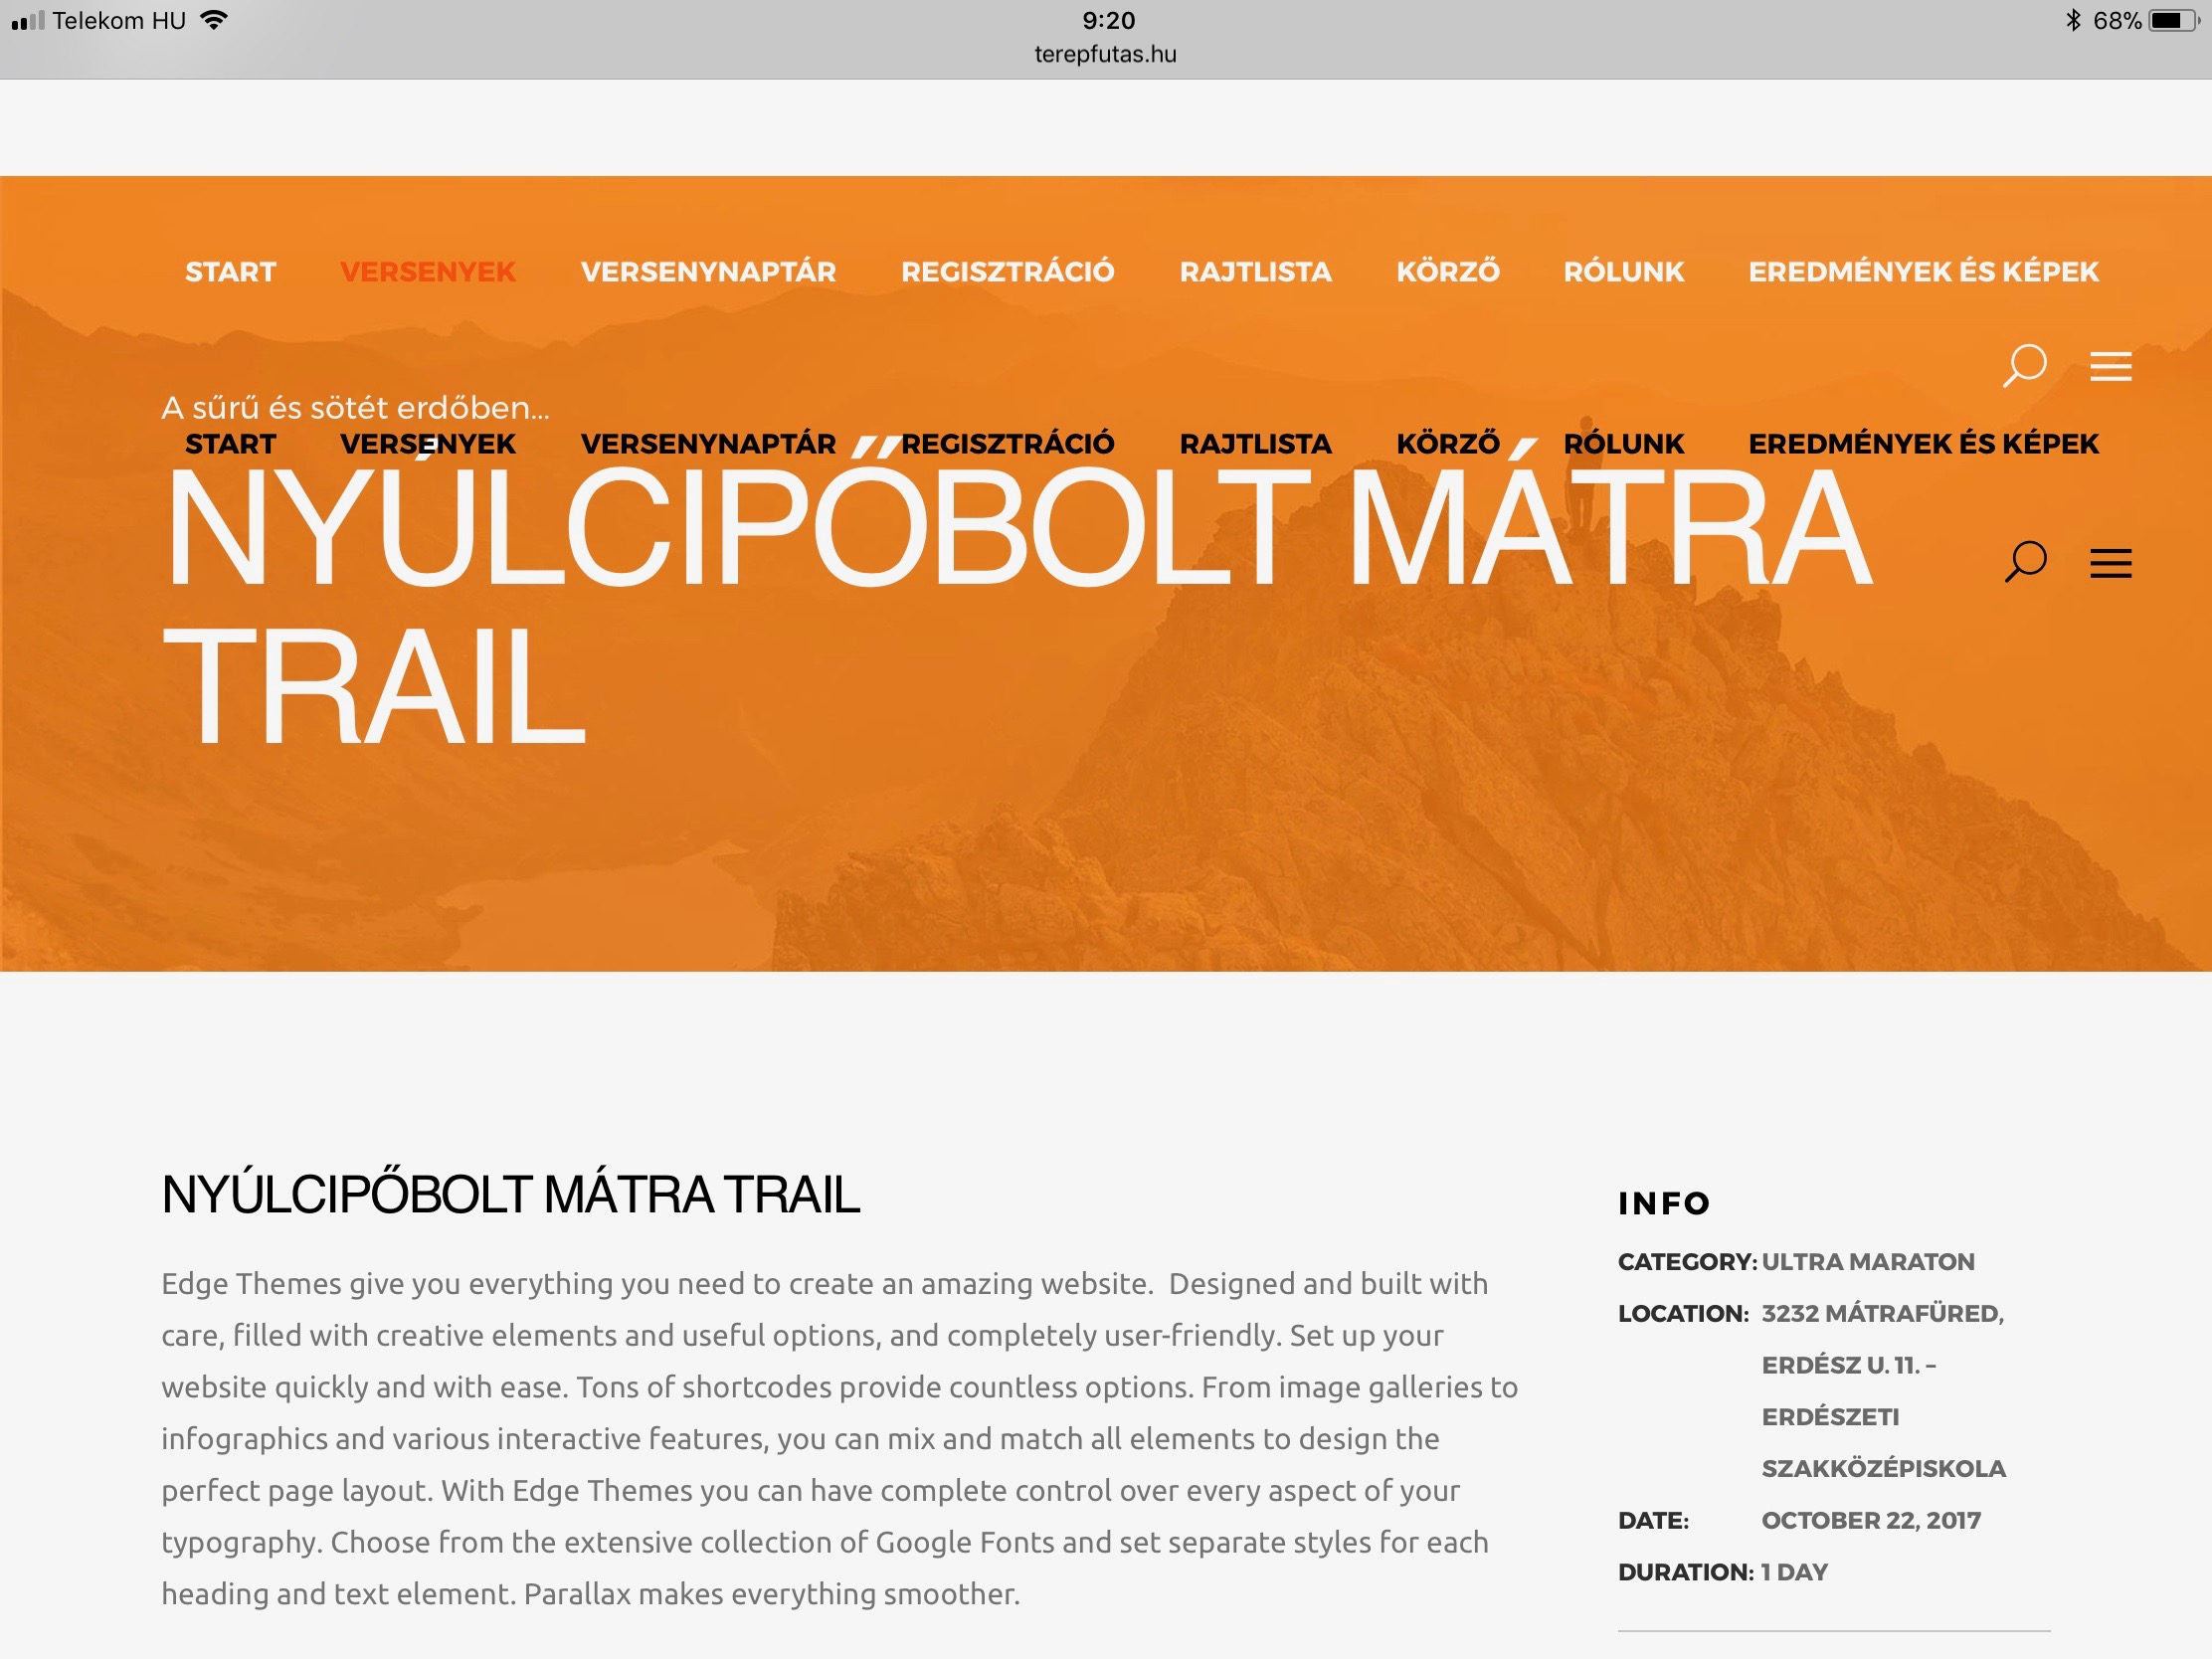 Telekom HU
9:20
68%
terepfutas.hu
START VERSENYEK VERSENYNAPTÁR REGISZTRÁCIÓ RAJTLISTA KÖRZŐ RÓLUNK EREDMÉNYEK ÉS KÉPEK
A sűrű és sötét erdőben...
START VERSENYEK VERSENYNAPTÁR REGISZTRÁCIÓ RAJTLISTA KÖRZŐ RÓLUNK EREDMÉNYEK ÉS KÉPEK
NYÚLCIPŐBOLT MÁTRA
TRAIL
NYÚLCIPŐBOLT MÁTRA TRAIL
Edge Themes give you everything you need to create an amazing website.  Designed and built with
care, filled with creative elements and useful options, and completely user-friendly. Set up your
website quickly and with ease. Tons of shortcodes provide countless options. From image galleries to
infographics and various interactive features, you can mix and match all elements to design the
perfect page layout. With Edge Themes you can have complete control over every aspect of your
typography. Choose from the extensive collection of Google Fonts and set separate styles for each
heading and text element. Parallax makes everything smoother.
INFO
CATEGORY: ULTRA MARATON
LOCATION: 3232 MÁTRAFÜRED,
ERDÉSZ U. 11. –
ERDÉSZETI
SZAKKÖZÉPISKOLA
DATE: OCTOBER 22, 2017
DURATION: 1 DAY